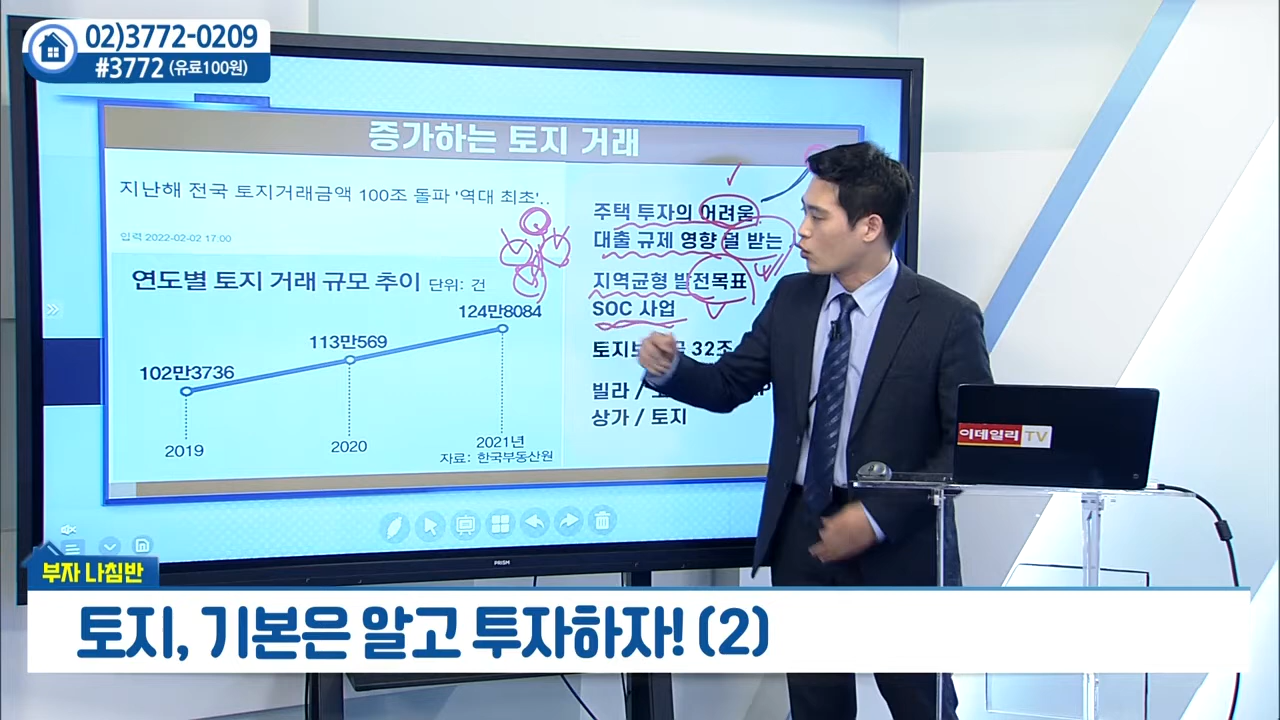 02)3772-0209
#3772 (유료100원)
증가하는 토지 거래
지난해 전국 토지거래금액 100조 돌파 '역대 최초'..
입력 2022-02-02 17:00
연도별 토지 거래 규모 추이 단위: 건
102만3736
113만569
124만8084
2019
2020
2021년
자료: 한국부동산원
주택 투자의 어려움
대출 규제 영향 덜 받는
지역균형 발전목표
SOC 사업
32조
빌라 /
상가 / 토지
PRISM
이데일리 TV
부자 나침반
토지, 기본은 알고 투자하자! (2)